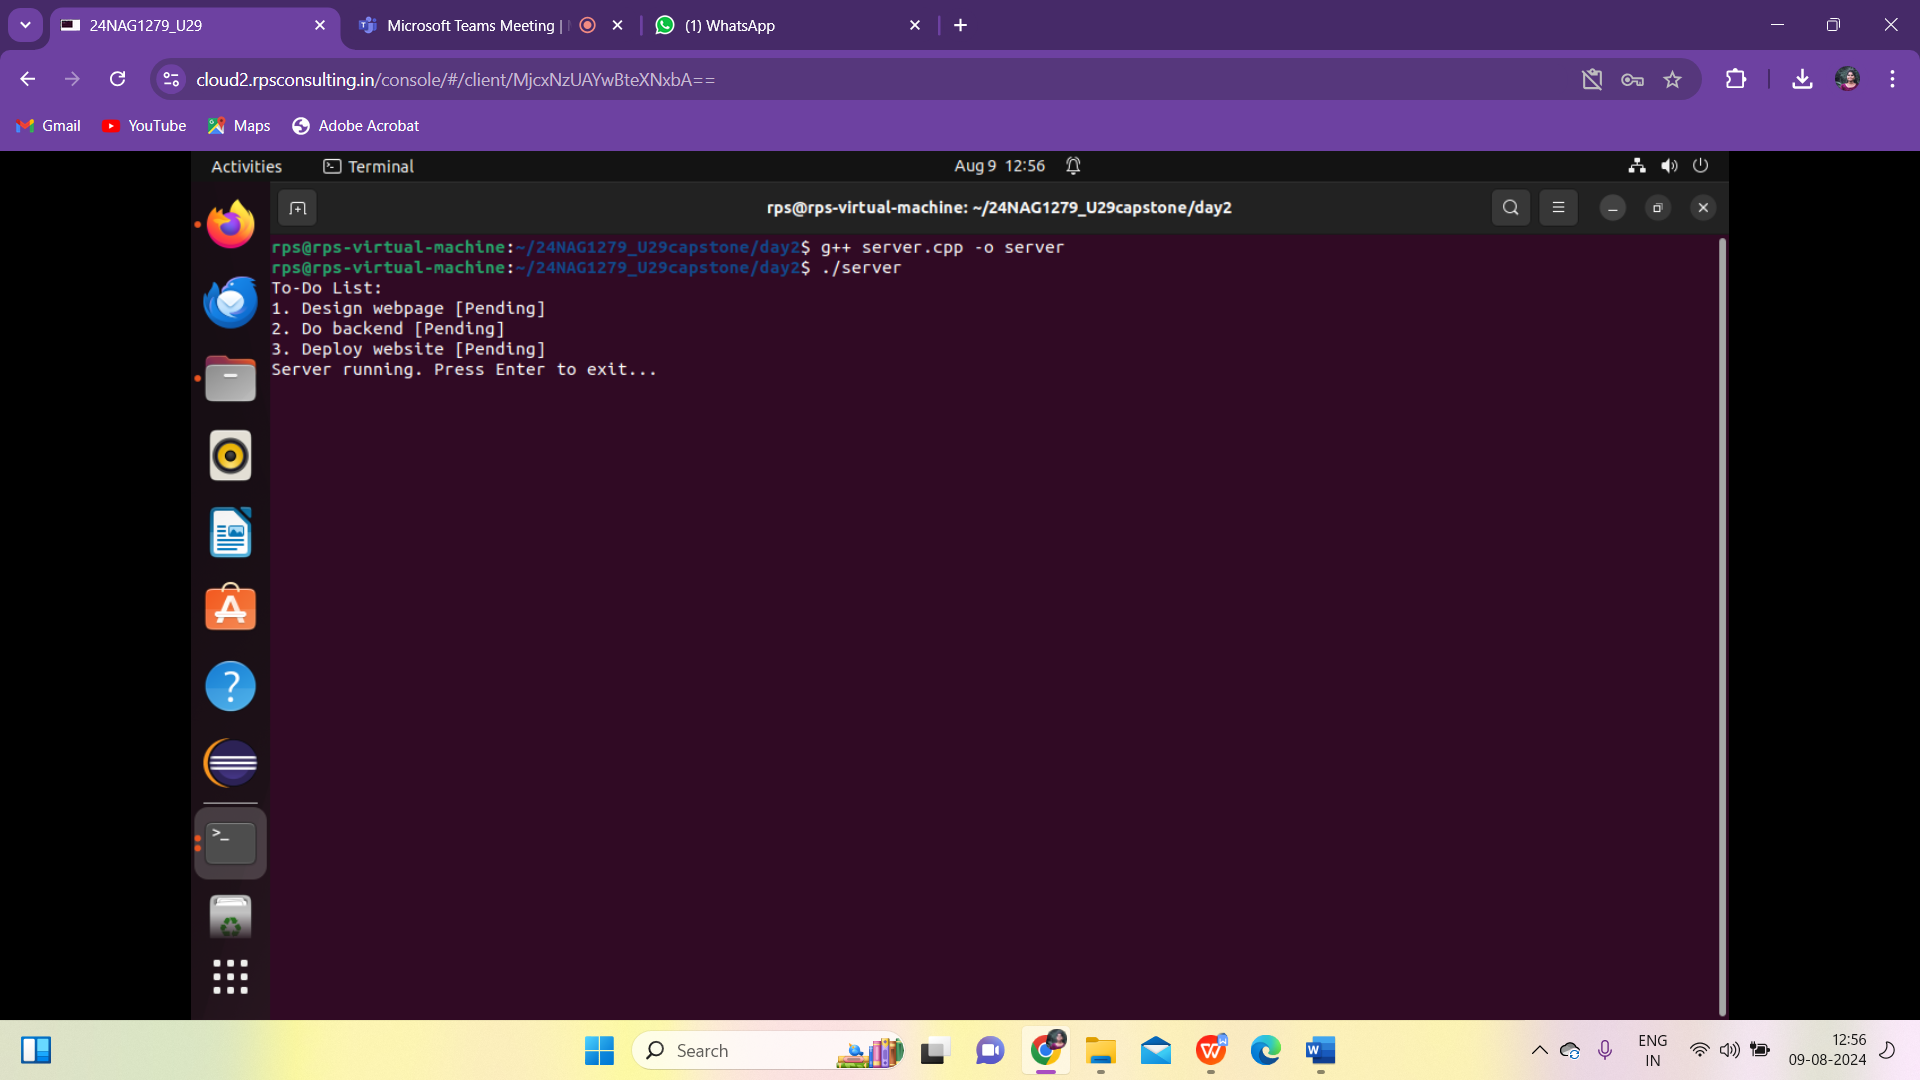 24NAG1279_U29
Microsoft Teams Meeting |
(1) WhatsApp
cloud2.rpsconsulting.in/console/#/client/MjcxNzUAYwBteXNxbA==
Gmail
YouTube
Maps
Adobe Acrobat
Activities
Terminal
Aug 9 12:56
rps@rps-virtual-machine: ~/24NAG1279_U29capstone/day2
rps@rps-virtual-machine:~/24NAG1279_U29capstone/day2$ g++ server.cpp -o server
rps@rps-virtual-machine:~/24NAG1279_U29capstone/day2$ ./server
To-Do List:
1. Design webpage [Pending]
2. Do backend [Pending]
3. Deploy website [Pending]
Server running. Press Enter to exit...
Search
ENG
IN
12:56
09-08-2024